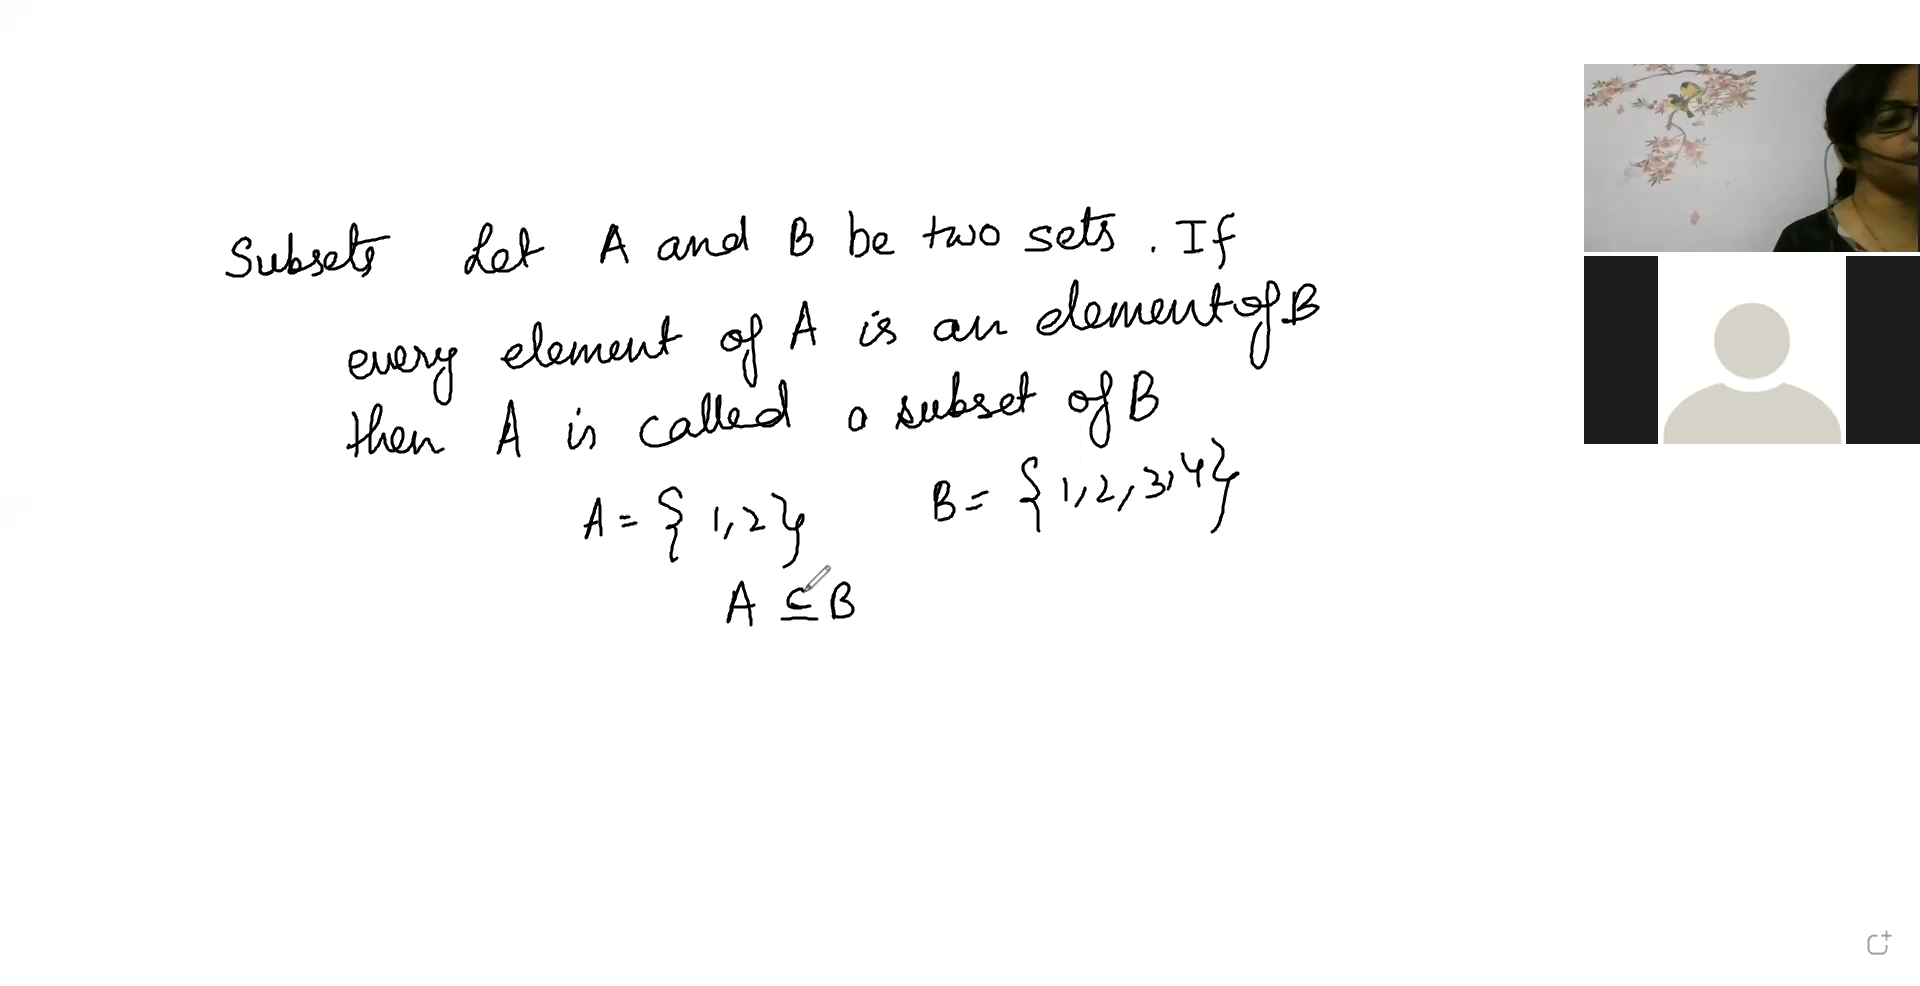 Subsets Let A and B be two sets. If
every element of A is an element of B
then A is called a subset of B
A = { 1, 2 } B = { 1, 2, 3, 4 }
A ⊆ B